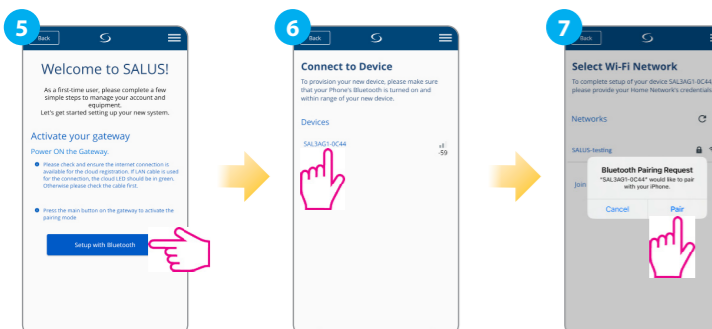 5
Back
Welcome to SALUS!
As a first-time user, please complete a few
simple steps to manage your account and
equipment.
Let's get started setting up your new system.
Activate your gateway
Power ON the Gateway.
Please check and ensure the internet connection is
available for the cloud registration. If LAN cable is used
for the connection, the cloud LED should be in green.
Otherwise please check the cable first.
Press the main button on the gateway to activate the
pairing mode
Setup with Bluetooth
6
Back
Connect to Device
To provision your new device, please make sure
that your Phone's Bluetooth is turned on and
within range of your new device.
Devices
SAL3AG1-0C44
-59
7
Back
Select Wi-Fi Network
To complete setup of your device SAL3AG1-0C44,
please provide your Home Network's credentials.
Networks
SALUS-testing
Join
Bluetooth Pairing Request
"SAL3AG1-0C44" would like to pair
with your iPhone.
Cancel
Pair